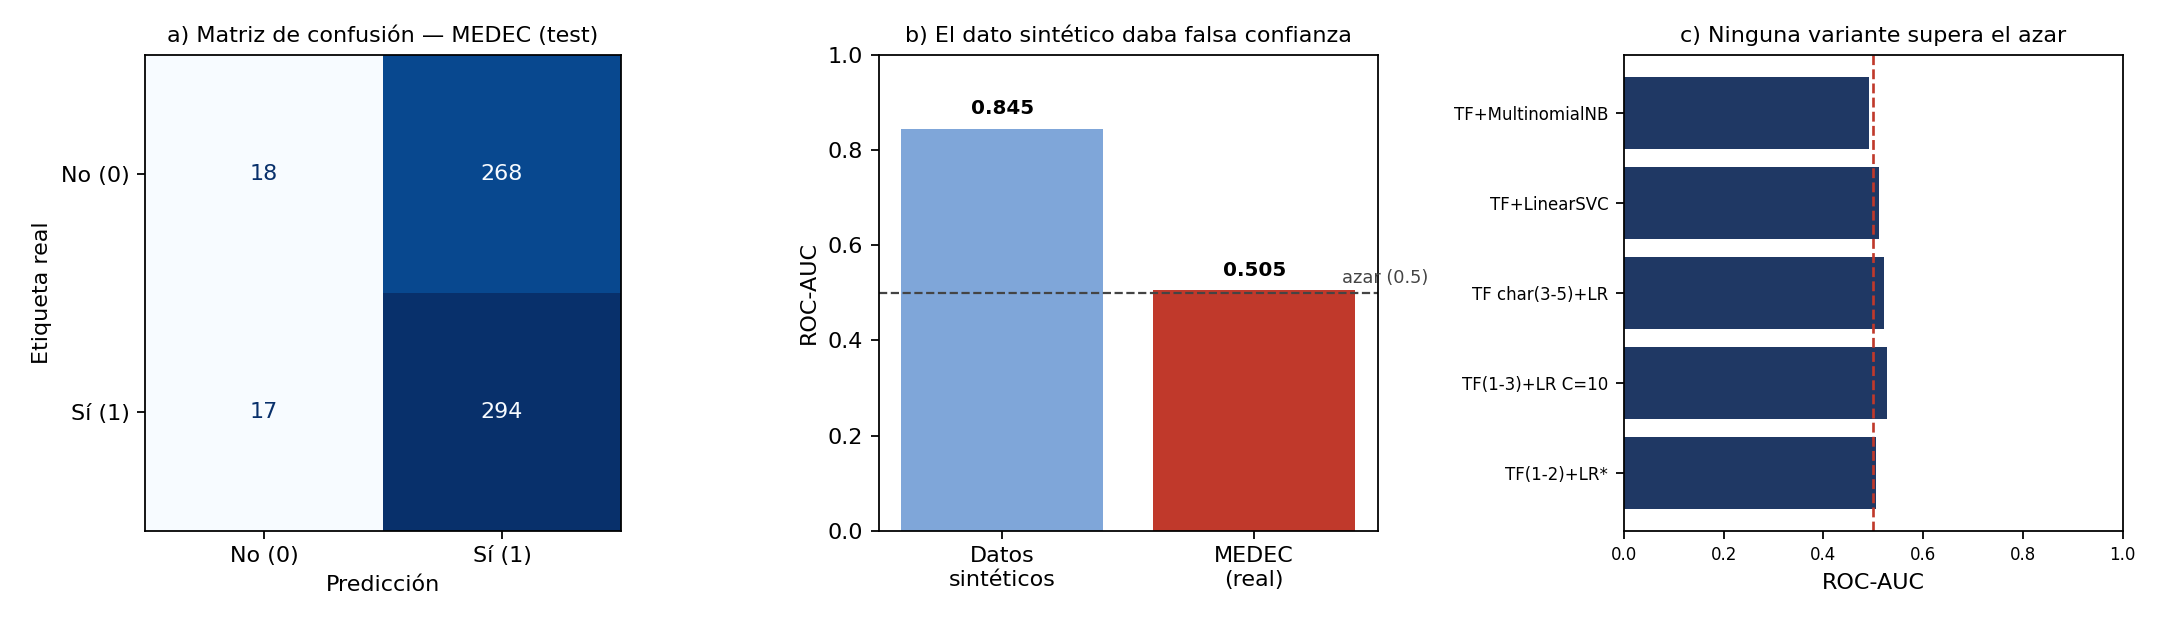 a) Matriz de confusión — MEDEC (test)
Etiqueta real
No (0)
Sí (1)
18
268
17
294
No (0)
Sí (1)
Predicción
b) El dato sintético daba falsa confianza
ROC-AUC
1.0
0.8
0.6
0.4
0.2
0.0
0.845
0.505
azar (0.5)
Datos
sintéticos
MEDEC
(real)
c) Ninguna variante supera el azar
TF+MultinomialNB
TF+LinearSVC
TF char(3-5)+LR
TF(1-3)+LR C=10
TF(1-2)+LR*
0.0
0.2
0.4
0.6
0.8
1.0
ROC-AUC